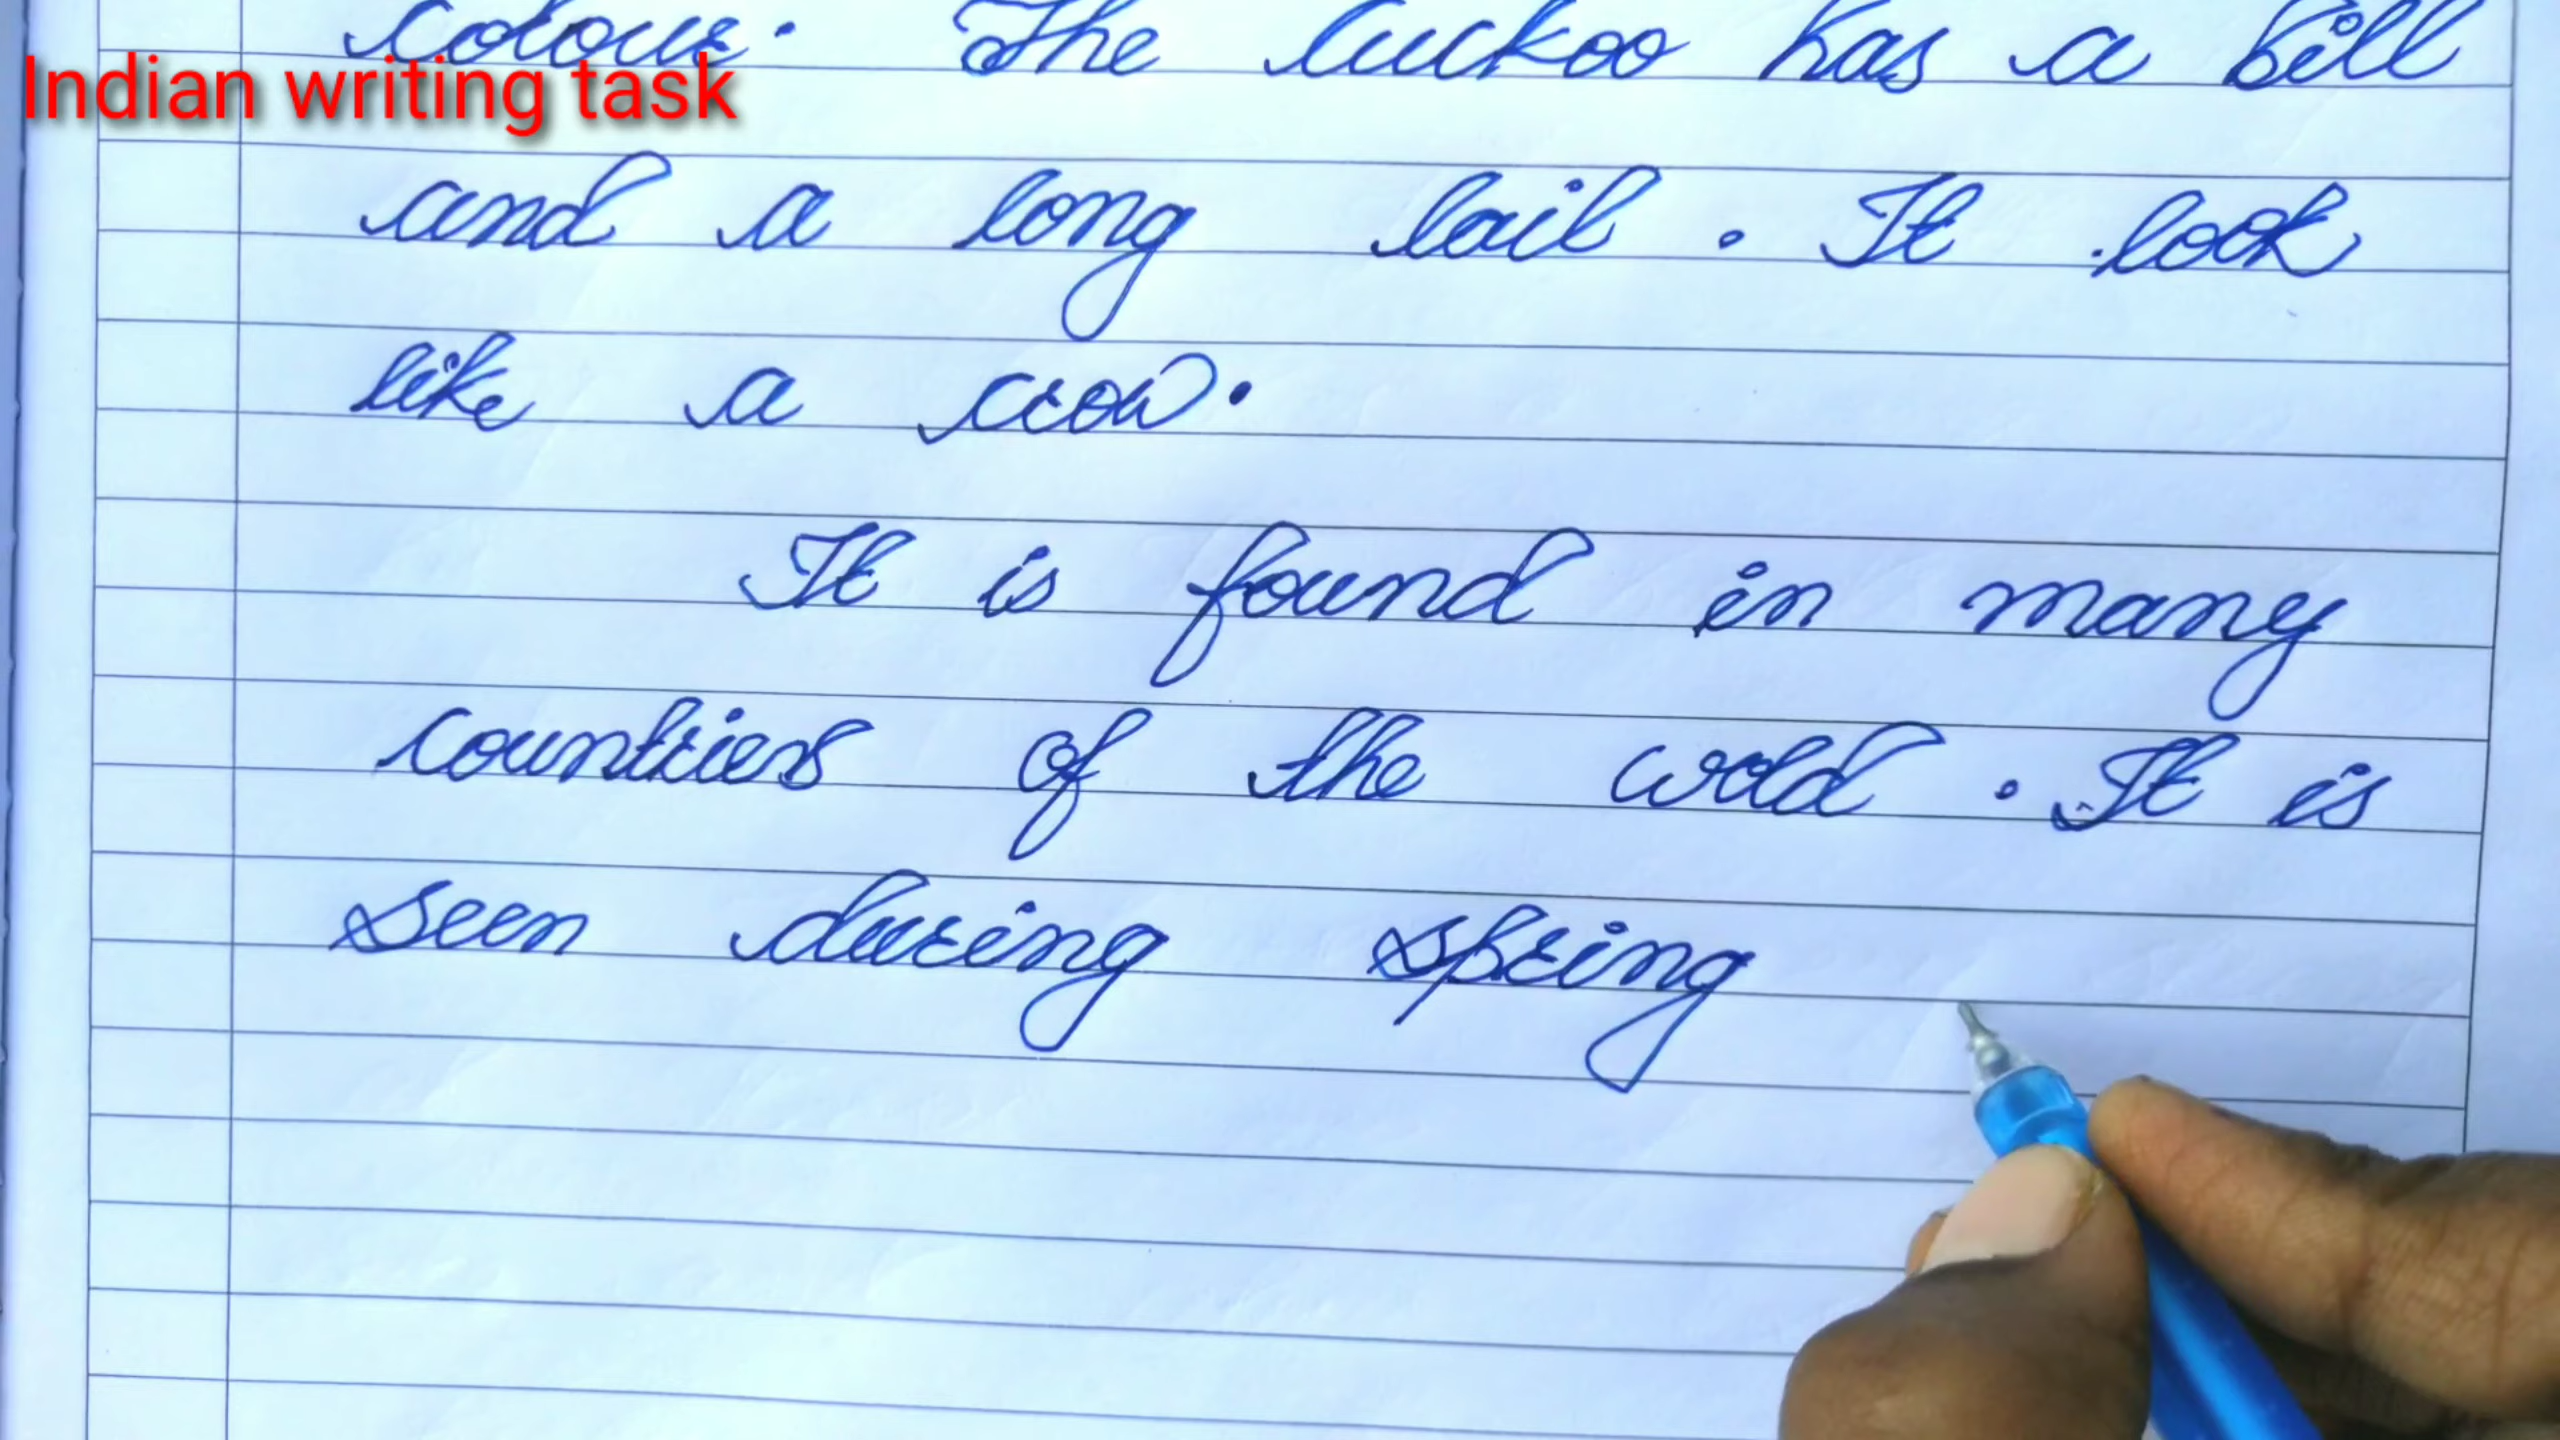 colour. The Cuckoo has a bill
Indian writing task
and a long tail. It look
like a crow.
It is found in many
countries of the wold. It is
seen during spring